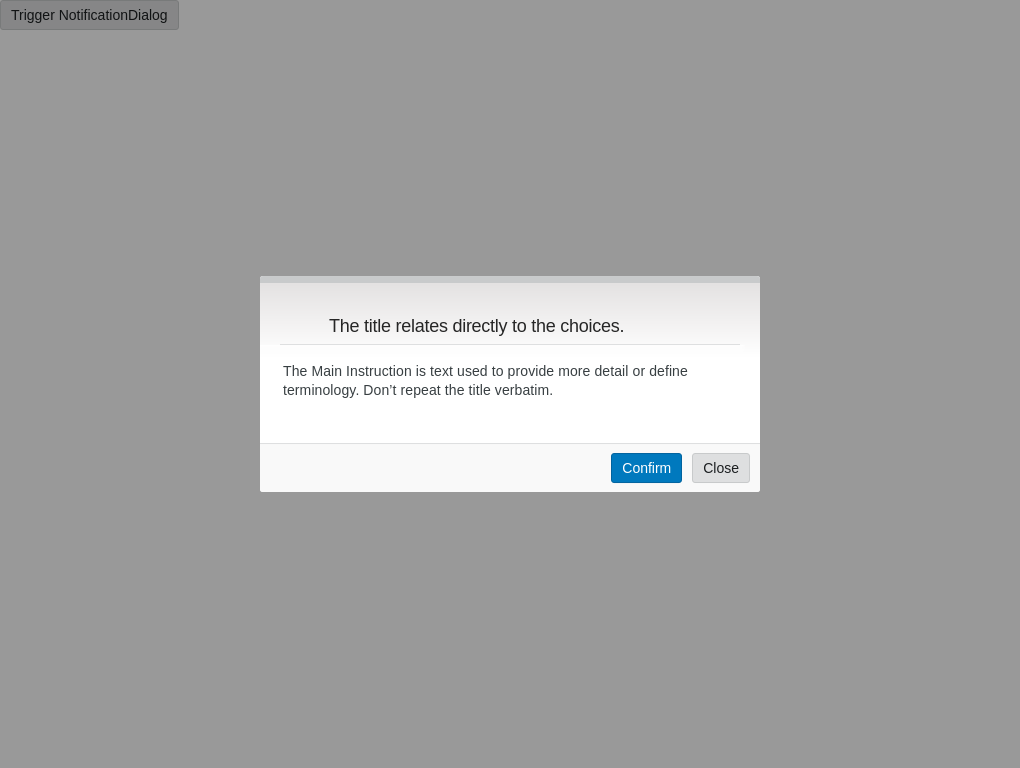 Trigger NotificationDialog
The title relates directly to the choices.
The Main Instruction is text used to provide more detail or define
terminology. Don’t repeat the title verbatim.
Confirm
Close